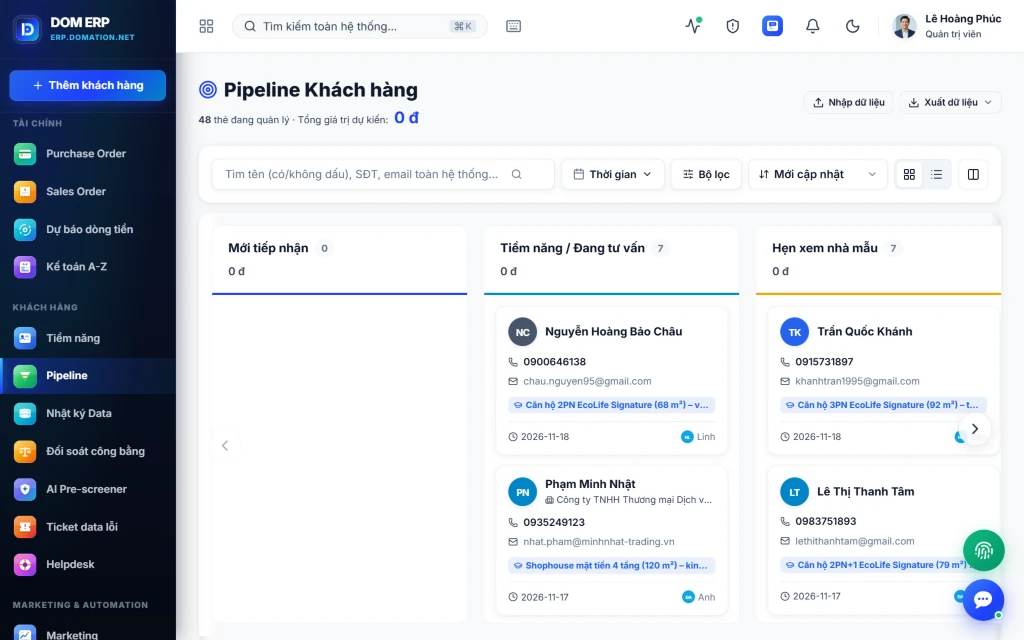 DOM ERP
ERP.DOMATION.NET
+ Thêm khách hàng
TÀI CHÍNH
Purchase Order
Sales Order
Dự báo dòng tiền
Kế toán A-Z
KHÁCH HÀNG
Tiềm năng
Pipeline
Nhật ký Data
Đối soát công bằng
AI Pre-screener
Ticket data lỗi
Helpdesk
MARKETING & AUTOMATION
Marketing
Tìm kiếm toàn hệ thống...
⌘K
Lê Hoàng Phúc
Quản trị viên
Pipeline Khách hàng
48 thẻ đang quản lý · Tổng giá trị dự kiến: 0 đ
Nhập dữ liệu
Xuất dữ liệu
Tìm tên (có/không dấu), SĐT, email toàn hệ thống...
Thời gian
Bộ lọc
Mới cập nhật
Mới tiếp nhận 0
0 đ
Tiềm năng / Đang tư vấn 7
0 đ
NC
Nguyễn Hoàng Bảo Châu
0900646138
chau.nguyen95@gmail.com
Căn hộ 2PN EcoLife Signature (68 m²) – v...
2026-11-18
Linh
PN
Phạm Minh Nhật
Công ty TNHH Thương mại Dịch v...
0935249123
nhat.pham@minhnhat-trading.vn
Shophouse mặt tiền 4 tầng (120 m²) – kin...
2026-11-17
Anh
Hẹn xem nhà mẫu 7
0 đ
TK
Trần Quốc Khánh
0915731897
khanhtran1995@gmail.com
Căn hộ 3PN EcoLife Signature (92 m²) – t...
2026-11-18
LT
Lê Thị Thanh Tâm
0983751893
lethithanhtam@gmail.com
Căn hộ 2PN+1 EcoLife Signature (79 m²)
2026-11-17